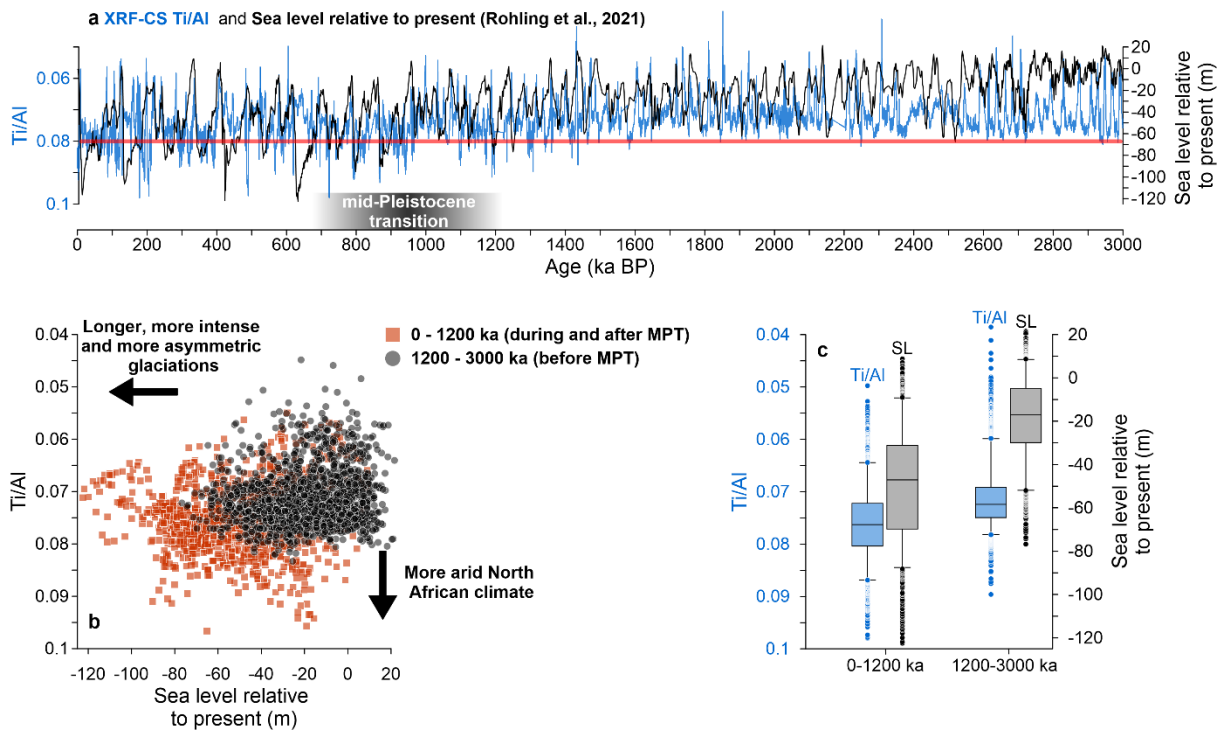 a XRF-CS Ti/Al and Sea level relative to present (Rohling et al., 2021)
Ti/Al
0.06
0.08
0.1
20
0
-20
-40
-60
-80
-100
-120
Sea level relative
to present (m)
mid-Pleistocene
transition
0 200 400 600 800 1000 1200 1400 1600 1800 2000 2200 2400 2600 2800 3000
Age (ka BP)
Longer, more intense
and more asymmetric
glaciations
0 - 1200 ka (during and after MPT)
1200 - 3000 ka (before MPT)
Ti/Al
0.04
0.05
0.06
0.07
0.08
0.09
0.1
More arid North
African climate
b
-120 -100 -80 -60 -40 -20 0 20
Sea level relative
to present (m)
c
Ti/Al
0.04
0.05
0.06
0.07
0.08
0.09
0.1
Ti/Al
SL
Ti/Al
SL
20
0
-20
-40
-60
-80
-100
-120
Sea level relative
to present (m)
0-1200 ka
1200-3000 ka